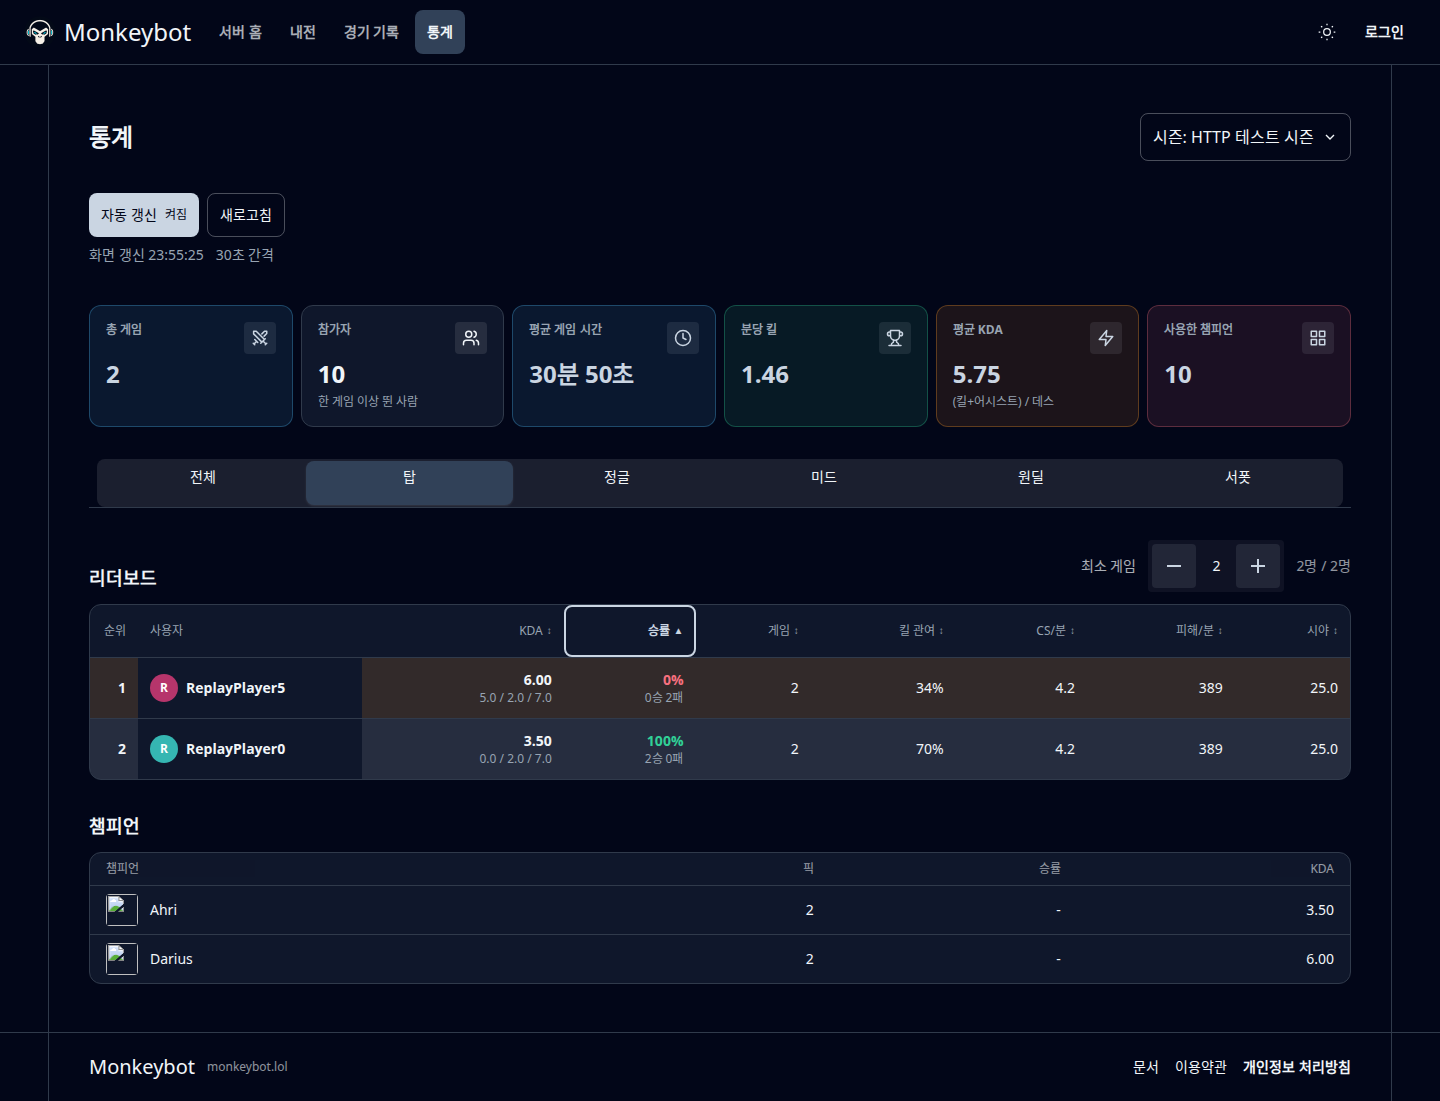 Monkeybot 서버 홈 내전 경기 기록 통계 로그인
통계
시즌: HTTP 테스트 시즌
자동 갱신 켜짐 새로고침
화면 갱신 23:55:25 30초 간격
총 게임
2
참가자
10
한 게임 이상 뛴 사람
평균 게임 시간
30분 50초
분당 킬
1.46
평균 KDA
5.75
(킬+어시스트) / 데스
사용한 챔피언
10
전체 탑 정글 미드 원딜 서폿
리더보드
최소 게임 2 2명 / 2명
순위 사용자 KDA ↕ 승률 ▲ 게임 ↕ 킬 관여 ↕ CS/분 ↕ 피해/분 ↕ 시야 ↕
1 R ReplayPlayer5 6.00 0% 2 34% 4.2 389 25.0
5.0 / 2.0 / 7.0 0승 2패
2 R ReplayPlayer0 3.50 100% 2 70% 4.2 389 25.0
0.0 / 2.0 / 7.0 2승 0패
챔피언
챔피언 픽 승률 KDA
Ahri 2 - 3.50
Darius 2 - 6.00
Monkeybot monkeybot.lol 문서 이용약관 개인정보 처리방침